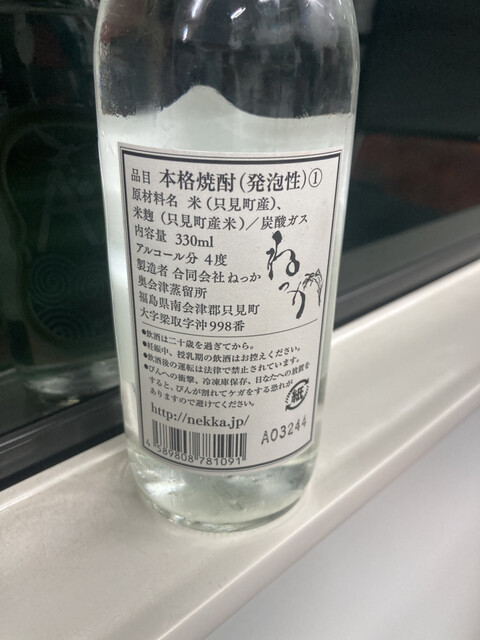 品目 本格焼酎(発泡性)①
原材料名 米(只見町産)、
米麹(只見町産米)/炭酸ガス
内容量 330ml
アルコール分 4度
製造者 合同会社ねっか
奥会津蒸留所
福島県南会津郡只見町
大字梁取字沖998番
ねっか
●飲酒は二十歳を過ぎてから。
●妊娠中、授乳期の飲酒はお控えください。
●飲酒後の運転は法律で禁止されています。
●びんへの衝撃、冷凍庫保存、日なたへの放置を
すると、びんが割れてケガをする恐れが
ありますので避けてください。
紙
http://nekka.jp/
A03244
4 589808 781091